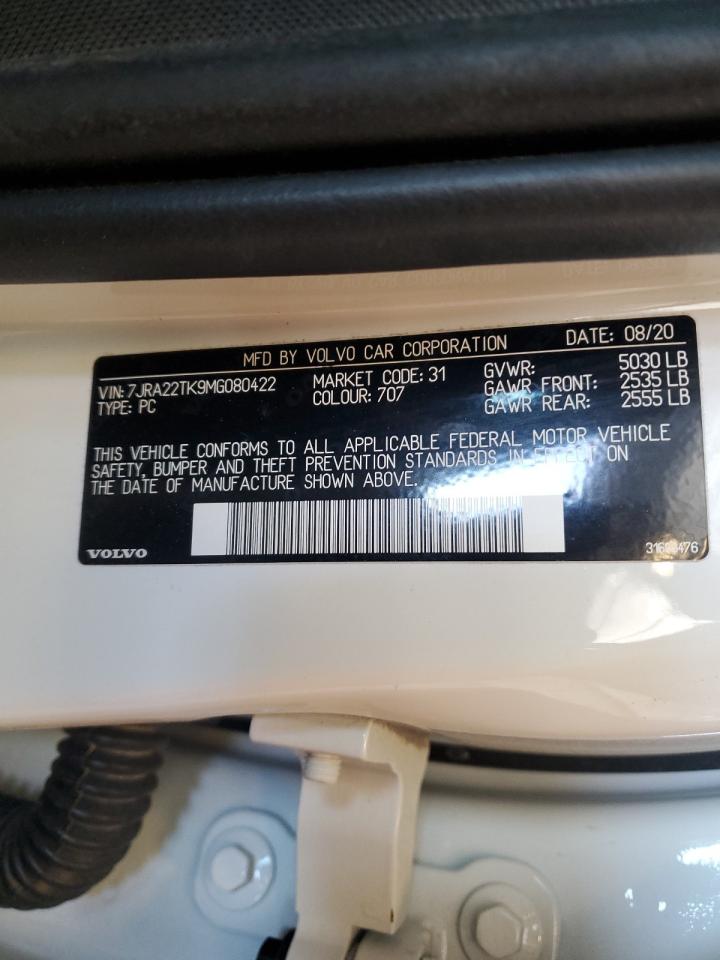 MFD BY VOLVO CAR CORPORATION DATE: 08/20
VIN: 7JRA22TK9MG080422 MARKET CODE: 31 GVWR: 5030 LB
TYPE: PC COLOUR: 707 GAWR FRONT: 2535 LB
GAWR REAR: 2555 LB
THIS VEHICLE CONFORMS TO ALL APPLICABLE FEDERAL MOTOR VEHICLE
SAFETY, BUMPER AND THEFT PREVENTION STANDARDS IN EFFECT ON
THE DATE OF MANUFACTURE SHOWN ABOVE.
VOLVO